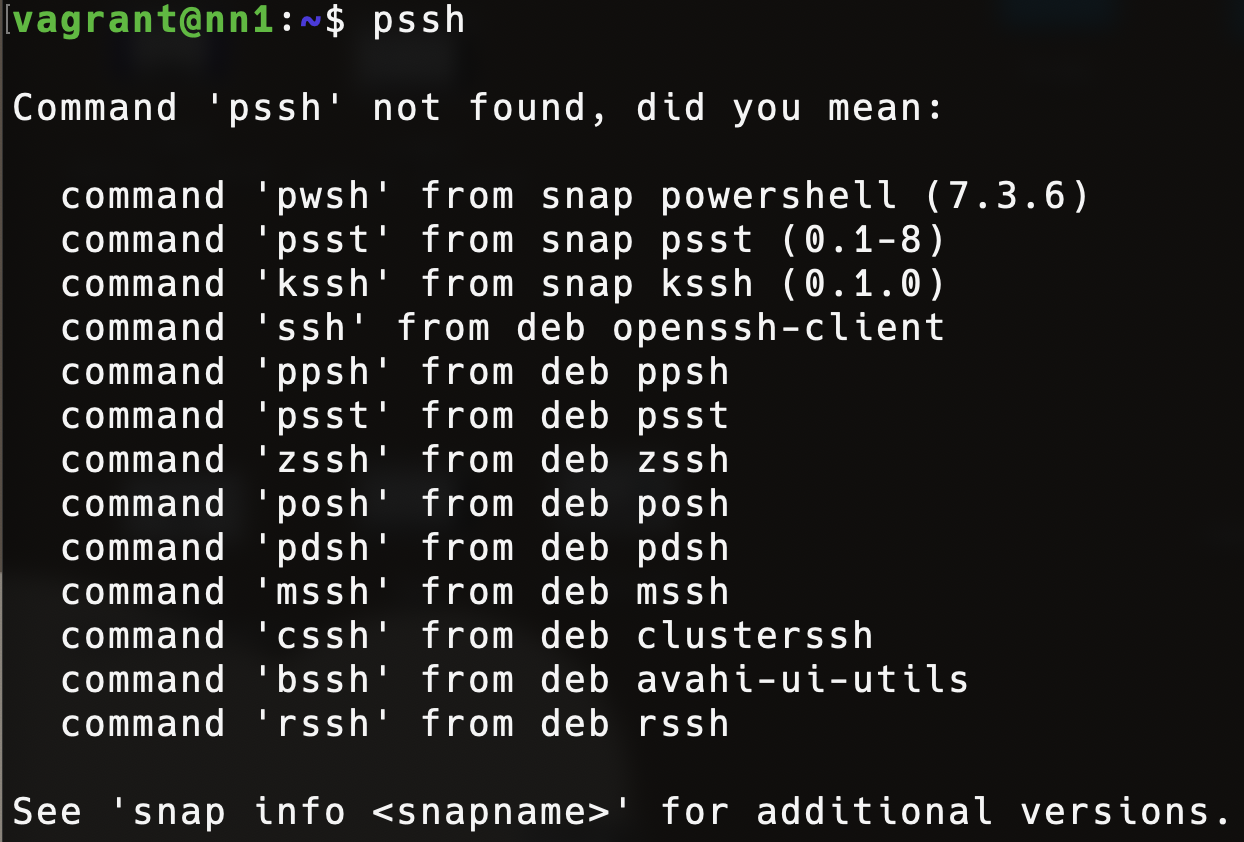 [vagrant@nn1:~$ pssh
Command 'pssh' not found, did you mean:
command 'pwsh' from snap powershell (7.3.6)
command 'psst' from snap psst (0.1-8)
command 'kssh' from snap kssh (0.1.0)
command 'ssh' from deb openssh-client
command 'ppsh' from deb ppsh
command 'psst' from deb psst
command 'zssh' from deb zssh
command 'posh' from deb posh
command 'pdsh' from deb pdsh
command 'mssh' from deb mssh
command 'cssh' from deb clusterssh
command 'bssh' from deb avahi-ui-utils
command 'rssh' from deb rssh
See 'snap info <snapname>' for additional versions.